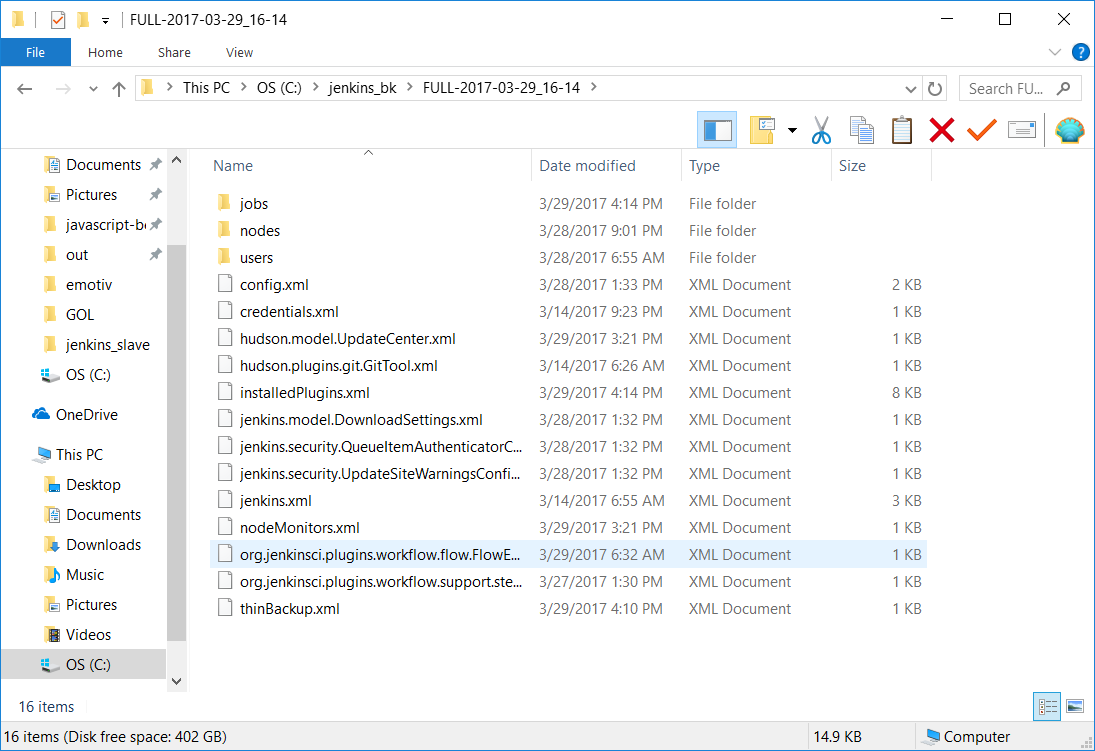 FULL-2017-03-29_16-14
File Home Share View
This PC OS (C:) jenkins_bk FULL-2017-03-29_16-14 Search FU...
Name Date modified Type Size
Documents
Pictures
javascript-be
out
emotiv
GOL
jenkins_slave
OS (C:)
OneDrive
This PC
Desktop
Documents
Downloads
Music
Pictures
Videos
OS (C:)
jobs 3/29/2017 4:14 PM File folder
nodes 3/28/2017 9:01 PM File folder
users 3/28/2017 6:55 AM File folder
config.xml 3/28/2017 1:33 PM XML Document 2 KB
credentials.xml 3/14/2017 9:23 PM XML Document 1 KB
hudson.model.UpdateCenter.xml 3/29/2017 3:21 PM XML Document 1 KB
hudson.plugins.git.GitTool.xml 3/14/2017 6:26 AM XML Document 1 KB
installedPlugins.xml 3/29/2017 4:14 PM XML Document 8 KB
jenkins.model.DownloadSettings.xml 3/28/2017 1:32 PM XML Document 1 KB
jenkins.security.QueueItemAuthenticatorC... 3/28/2017 1:32 PM XML Document 1 KB
jenkins.security.UpdateSiteWarningsConfi... 3/28/2017 1:32 PM XML Document 1 KB
jenkins.xml 3/14/2017 6:55 AM XML Document 3 KB
nodeMonitors.xml 3/29/2017 3:21 PM XML Document 1 KB
org.jenkinsci.plugins.workflow.flow.FlowE... 3/29/2017 6:32 AM XML Document 1 KB
org.jenkinsci.plugins.workflow.support.ste... 3/27/2017 1:30 PM XML Document 1 KB
thinBackup.xml 3/29/2017 4:10 PM XML Document 1 KB
16 items
16 items (Disk free space: 402 GB) 14.9 KB Computer